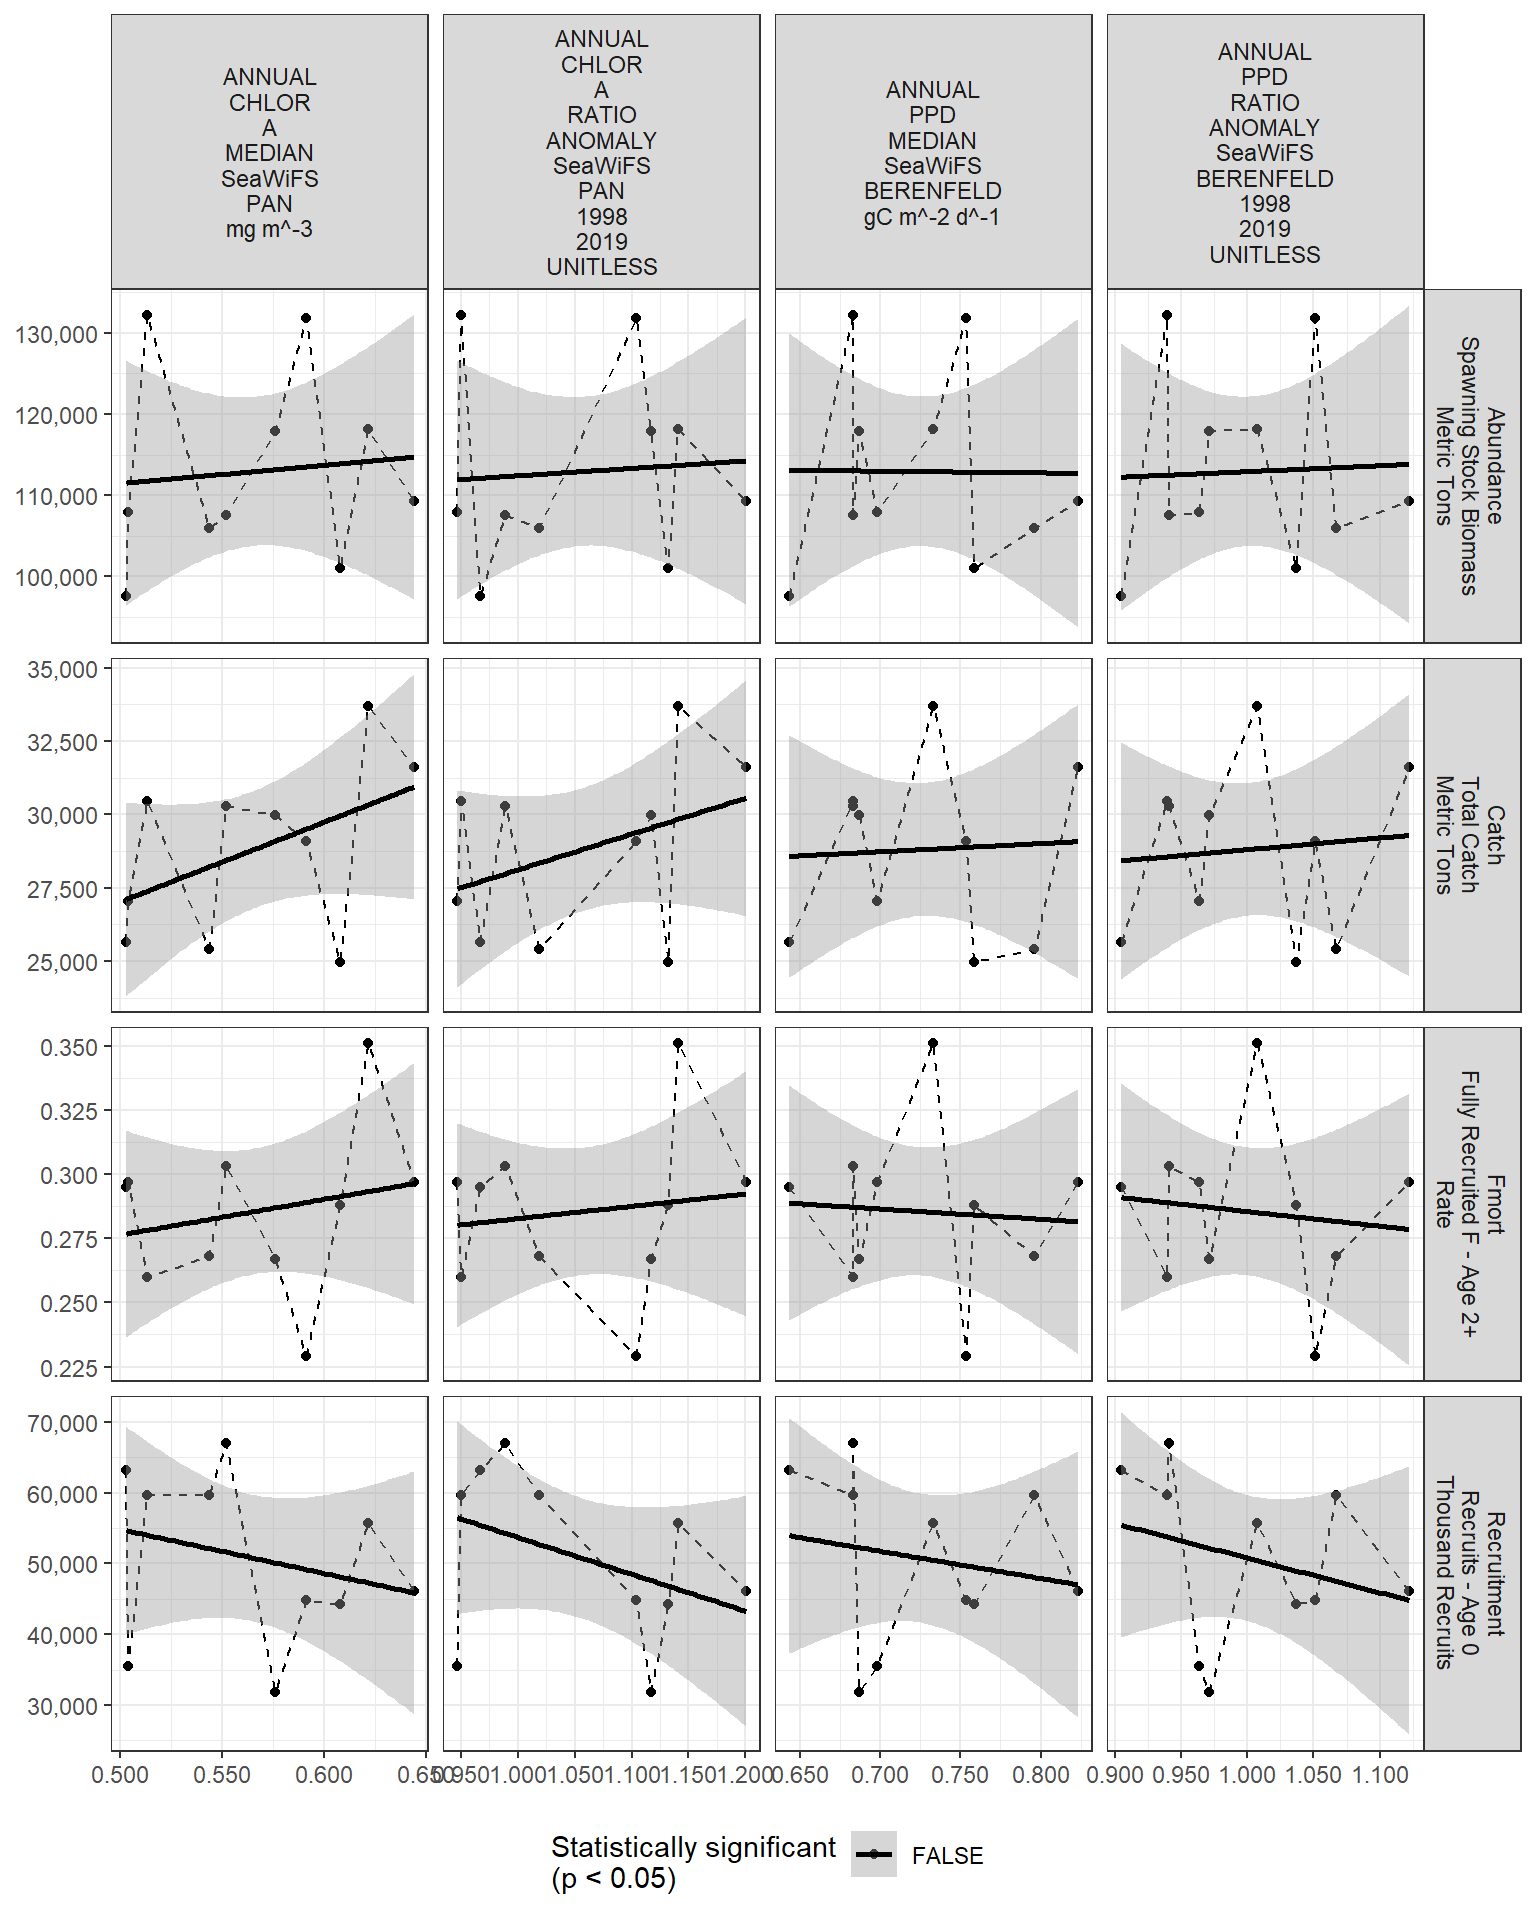 ANNUAL
CHLOR
A
MEDIAN
SeaWiFS
PAN
mg m^-3
ANNUAL
CHLOR
A
RATIO
ANOMALY
SeaWiFS
PAN
1998
2019
UNITLESS
ANNUAL
PPD
MEDIAN
SeaWiFS
BERENFELD
gC m^-2 d^-1
ANNUAL
PPD
RATIO
ANOMALY
SeaWiFS
BERENFELD
1998
2019
UNITLESS
130,000
120,000
110,000
100,000
Abundance
Spawning Stock Biomass
Metric Tons
35,000
32,500
30,000
27,500
25,000
Catch
Total Catch
Metric Tons
0.350
0.325
0.300
0.275
0.250
0.225
Fmort
Fully Recruited F - Age 2+
Rate
70,000
60,000
50,000
40,000
30,000
Recruitment
Recruits - Age 0
Thousand Recruits
0.500 0.550 0.600 0.650
0.950 1.000 1.050 1.100 1.150 1.200
0.650 0.700 0.750 0.800
0.900 0.950 1.000 1.050 1.100
Statistically significant
(p < 0.05)
FALSE